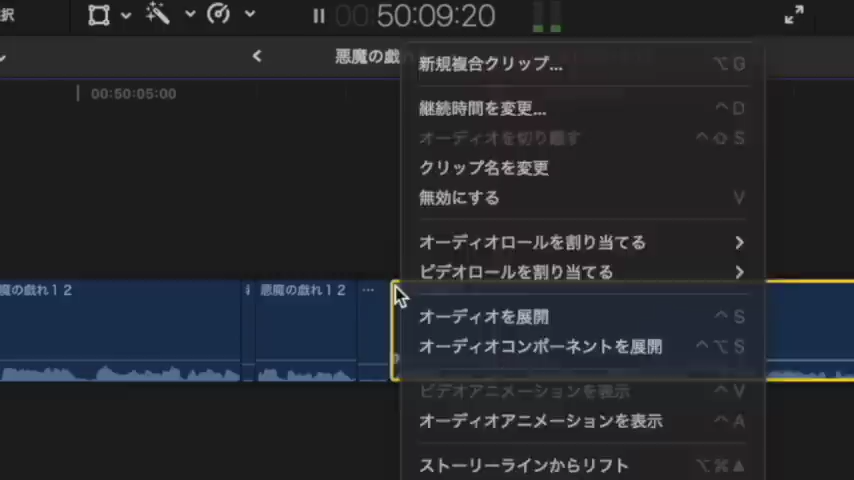 択
00:50:09:20
悪魔の戯
00:50:05:00
新規複合クリップ... ⌥G
継続時間を変更... ^D
オーディオを切り離す ^⇧S
クリップ名を変更
無効にする V
オーディオロールを割り当てる
ビデオロールを割り当てる
魔の戯れ12
悪魔の戯れ12
...
オーディオを展開 ^S
オーディオコンポーネントを展開 ^⌥S
ビデオアニメーションを表示 ^V
オーディオアニメーションを表示 ^A
ストーリーラインからリフト ⌥⌘▲